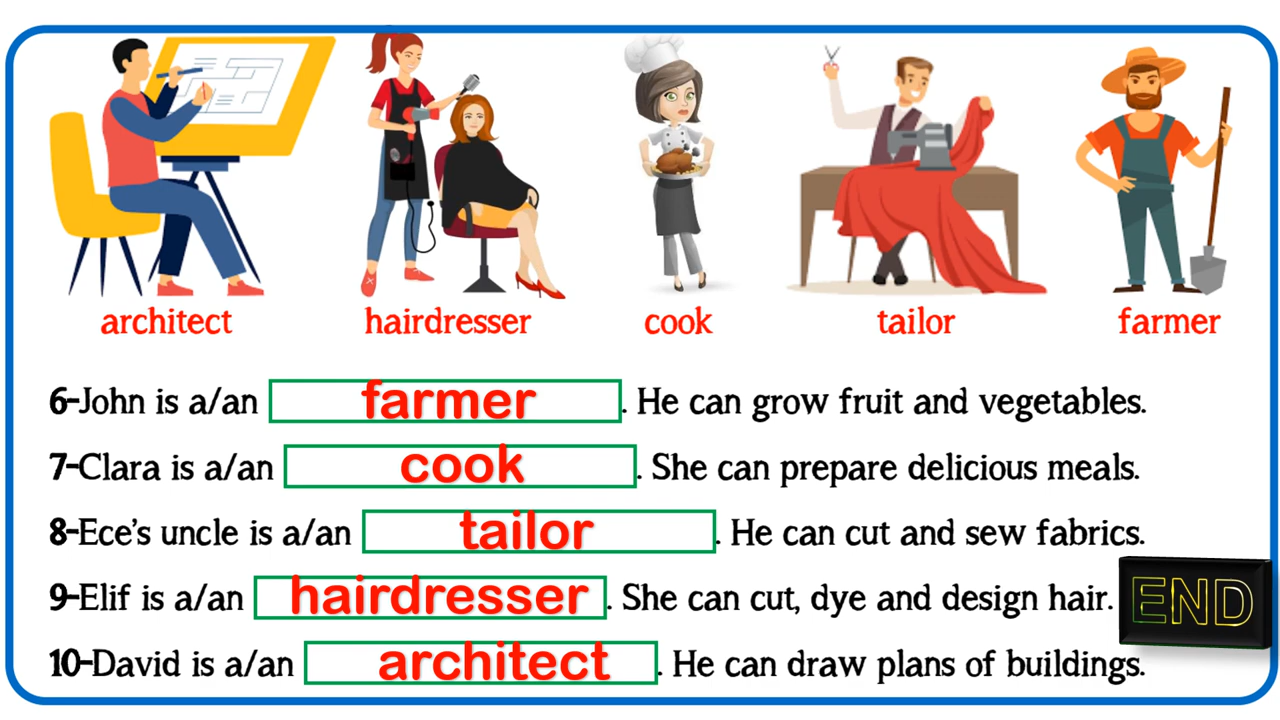 architect hairdresser cook tailor farmer
6-John is a/an farmer. He can grow fruit and vegetables.
7-Clara is a/an cook. She can prepare delicious meals.
8-Ece's uncle is a/an tailor. He can cut and sew fabrics.
9-Elif is a/an hairdresser. She can cut, dye and design hair.
END
10-David is a/an architect. He can draw plans of buildings.